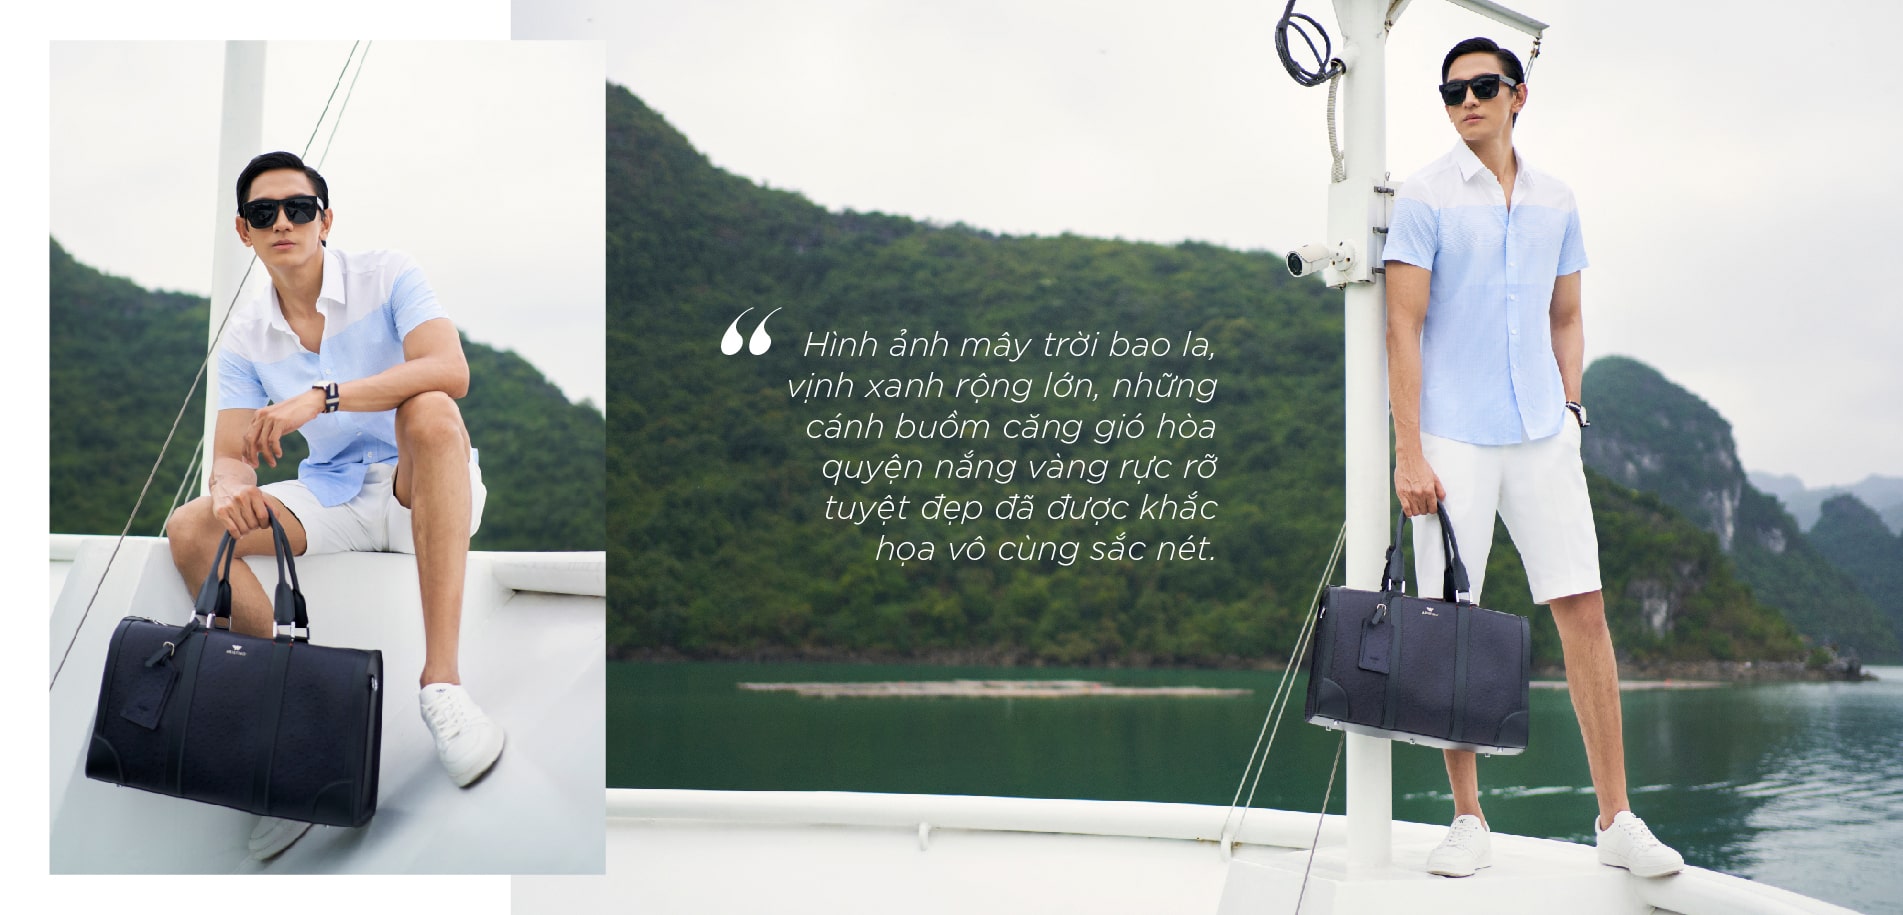 “ Hình ảnh mây trời bao la,
vịnh xanh rộng lớn, những
cánh buồm căng gió hòa
quyện nắng vàng rực rỡ
tuyệt đẹp đã được khắc
họa vô cùng sắc nét.